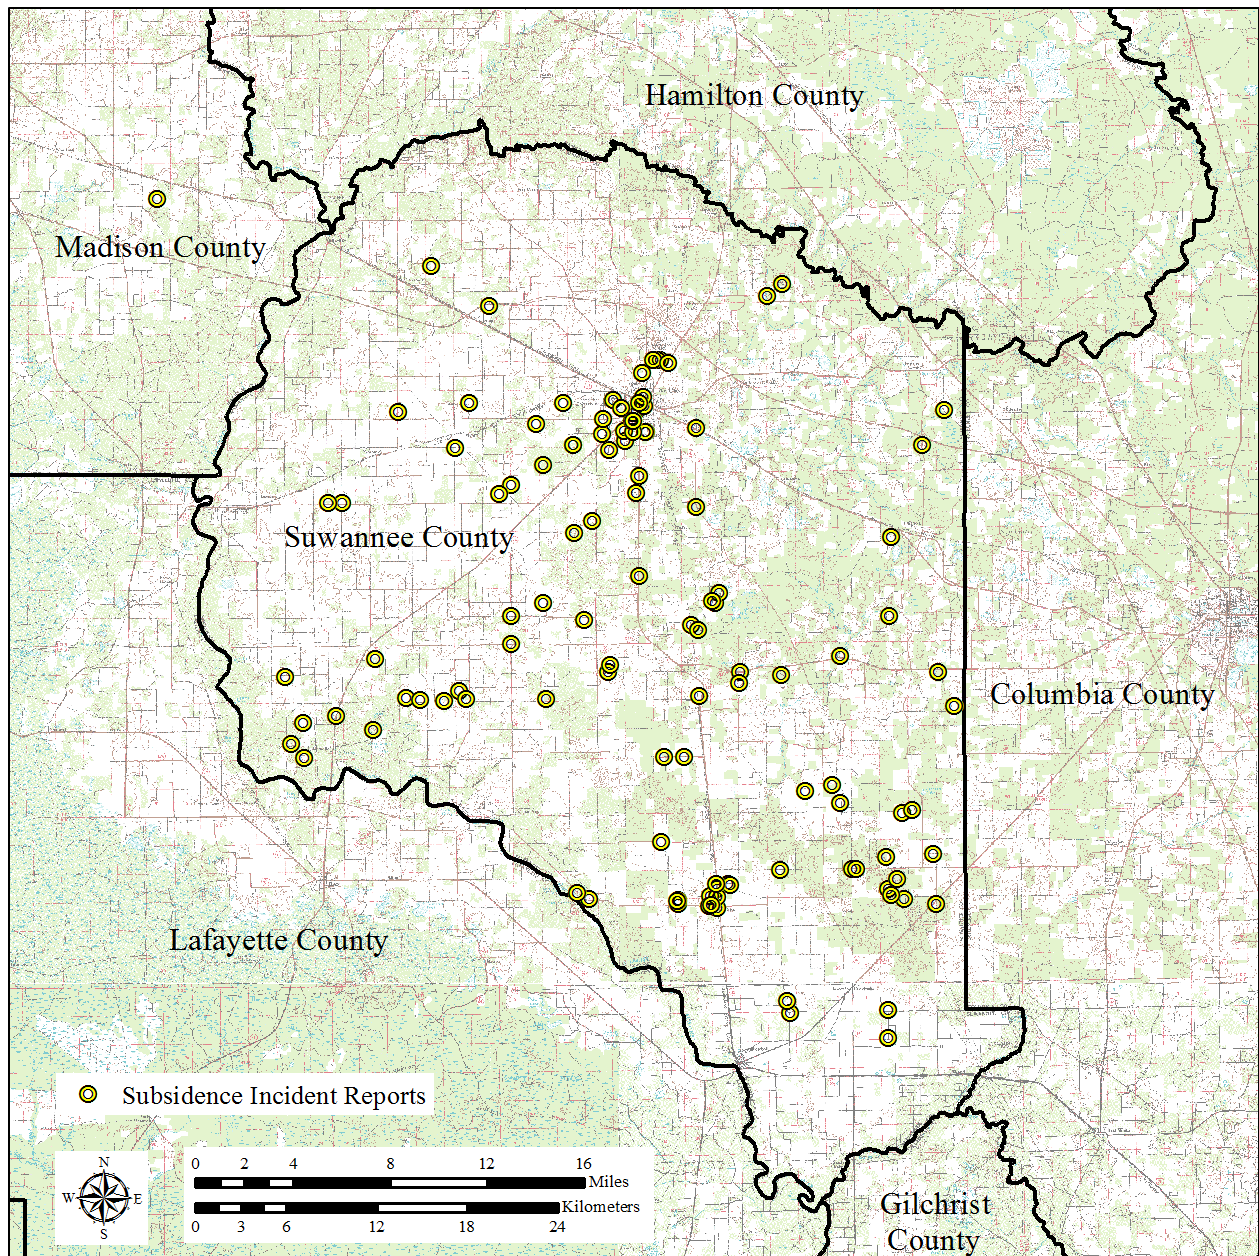 Hamilton County
Madison County
Suwannee County
Columbia County
Lafayette County
Subsidence Incident Reports
N
W E
S
0 2 4 8 12 16
Miles
Kilometers
0 3 6 12 18 24
Gilchrist
County